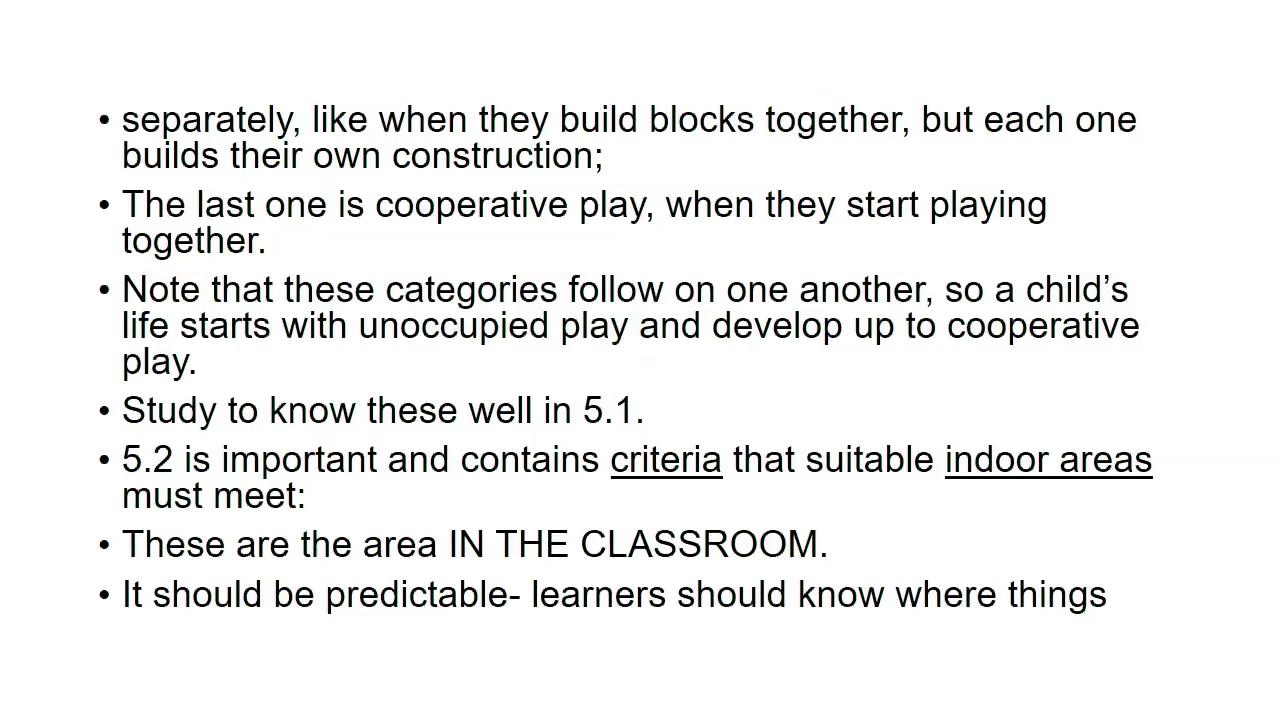 • separately, like when they build blocks together, but each one
builds their own construction;
• The last one is cooperative play, when they start playing
together.
• Note that these categories follow on one another, so a child’s
life starts with unoccupied play and develop up to cooperative
play.
• Study to know these well in 5.1.
• 5.2 is important and contains criteria that suitable indoor areas
must meet:
• These are the area IN THE CLASSROOM.
• It should be predictable- learners should know where things